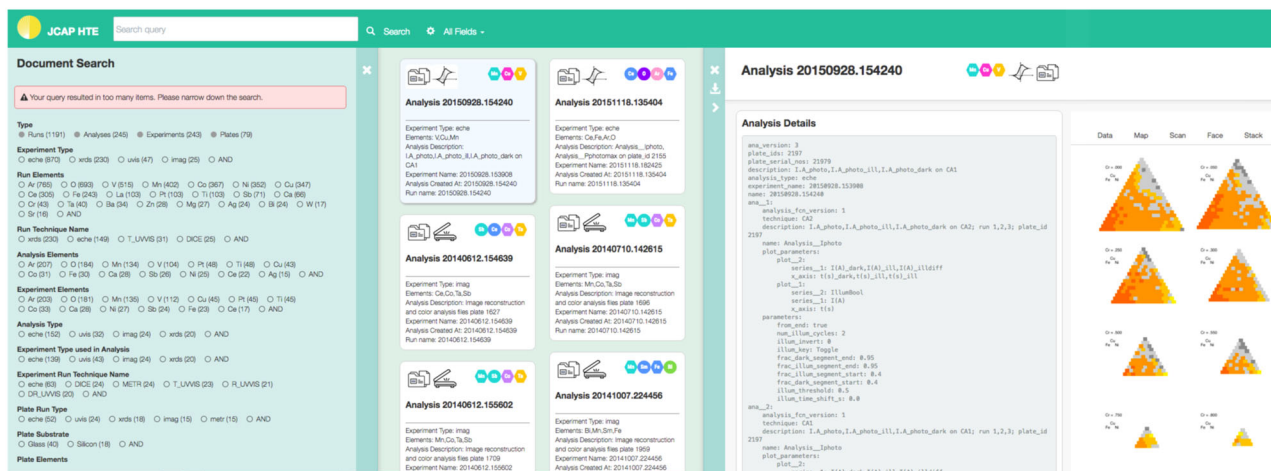 JCAP HTE
Search query
Search
All Fields
Document Search
Your query resulted in too many items. Please narrow down the search.
Type
Runs (1191) Analyses (245) Experiments (243) Plates (79)
Experiment Type
eche (870) xrds (230) uvis (47) imag (25) AND
Run Elements
Ar (765) O (693) V (515) Mn (402) Co (367) Ni (352) Cu (347)
Ce (305) Fe (243) La (103) Pt (103) Ti (103) Sb (71) Ca (66)
Cr (43) Ta (40) Ba (34) Zn (28) Mg (27) Ag (24) Bi (24) W (17)
Sr (16) AND
Run Technique Name
xrds (230) eche (149) T_UVVIS (31) DICE (25) AND
Analysis Elements
Ar (207) O (184) Mn (134) V (104) Pt (48) Ti (48) Cu (43)
Co (31) Fe (30) Ca (28) Sb (26) Ni (25) Ce (22) Ag (15) AND
Experiment Elements
Ar (203) O (181) Mn (135) V (112) Cu (45) Pt (45) Ti (45)
Co (33) Ca (28) Ni (27) Sb (24) Fe (23) Ce (17) AND
Analysis Type
eche (152) uvis (32) imag (24) xrds (20) AND
Experiment Type used in Analysis
eche (139) uvis (43) imag (24) xrds (20) AND
Experiment Run Technique Name
eche (63) DICE (24) METR (24) T_UVVIS (23) R_UVVIS (21)
DR_UVVIS (20) AND
Plate Run Type
eche (52) uvis (24) xrds (18) imag (15) metr (15) AND
Plate Substrate
Glass (40) Silicon (18) AND
Plate Elements
Analysis 20150928.154240
Experiment Type: eche
Elements: V,Cu,Mn
Analysis Description:
I.A_photo,I.A_photo_ill,I.A_photo_dark on
CA1
Experiment Name: 20150928.153908
Analysis Created At: 20150928.154240
Run name: 20150928.154240
Analysis 20151118.135404
Experiment Type: eche
Elements: Ce,Fe,Ar,O
Analysis Description: Analysis__Iphoto,
Analysis__Pphotomax on plate_id 2155
Experiment Name: 20151118.182425
Analysis Created At: 20151118.135404
Run name: 20151118.135404
Analysis 20140612.154639
Experiment Type: imag
Elements: Ce,Co,Ta,Sb
Analysis Description: Image reconstruction
and color analysis files plate 1627
Experiment Name: 20140612.154639
Analysis Created At: 20140612.154639
Run name: 20140612.154639
Analysis 20140710.142615
Experiment Type: imag
Elements: Mn,Co,Ta,Sb
Analysis Description: Image reconstruction
and color analysis files plate 1696
Experiment Name: 20140710.142615
Analysis Created At: 20140710.142615
Run name: 20140710.142615
Analysis 20140612.155602
Experiment Type: imag
Elements: Mn,Co,Ta,Sb
Analysis Description: Image reconstruction
and color analysis files plate 1709
Experiment Name: 20140612.155602
Analysis 20141007.224456
Experiment Type: imag
Elements: Bi,Mn,Sm,Fe
Analysis Description: Image reconstruction
and color analysis files plate 1959
Experiment Name: 20141007.224456
Analysis Created At: 20141007.224456
Analysis 20150928.154240
Analysis Details
ana_version: 3
plate_ids: 2197
plate_serial_nos: 21979
description: I.A_photo,I.A_photo_ill,I.A_photo_dark on CA1
analysis_type: eche
experiment_name: 20150928.153908
name: 20150928.154240
ana__1:
analysis_fcn_version: 1
technique: CA2
description: I.A_photo,I.A_photo_ill,I.A_photo_dark on CA2; run 1,2,3; plate_id
2197
name: Analysis__Iphoto
plot_parameters:
plot__2:
series__1: I(A)_dark,I(A)_ill,I(A)_illdiff
x_axis: t(s)_dark,t(s)_ill,t(s)_ill
plot__1:
series__2: IllumBool
series__1: I(A)
x_axis: t(s)
parameters:
from_end: true
num_illum_cycles: 2
illum_invert: 0
illum_key: Toggle
frac_dark_segment_end: 0.95
frac_illum_segment_end: 0.95
frac_illum_segment_start: 0.4
frac_dark_segment_start: 0.4
illum_threshold: 0.5
illum_time_shift_s: 0.0
ana__2:
analysis_fcn_version: 1
technique: CA1
description: I.A_photo,I.A_photo_ill,I.A_photo_dark on CA1; run 1,2,3; plate_id
2197
name: Analysis__Iphoto
plot_parameters:
plot__2:
Data Map Scan Face Stack